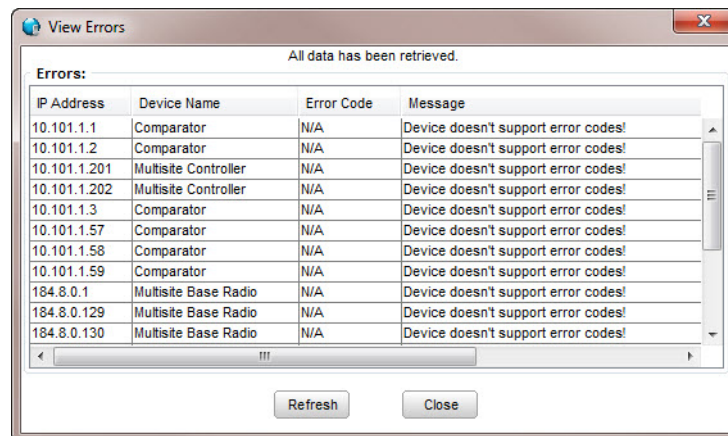 View Errors
All data has been retrieved.
Errors:
IP Address Device Name Error Code Message
10.101.1.1 Comparator N/A Device doesn't support error codes!
10.101.1.2 Comparator N/A Device doesn't support error codes!
10.101.1.201 Multisite Controller N/A Device doesn't support error codes!
10.101.1.202 Multisite Controller N/A Device doesn't support error codes!
10.101.1.3 Comparator N/A Device doesn't support error codes!
10.101.1.57 Comparator N/A Device doesn't support error codes!
10.101.1.58 Comparator N/A Device doesn't support error codes!
10.101.1.59 Comparator N/A Device doesn't support error codes!
184.8.0.1 Multisite Base Radio N/A Device doesn't support error codes!
184.8.0.129 Multisite Base Radio N/A Device doesn't support error codes!
184.8.0.130 Multisite Base Radio N/A Device doesn't support error codes!
Refresh Close